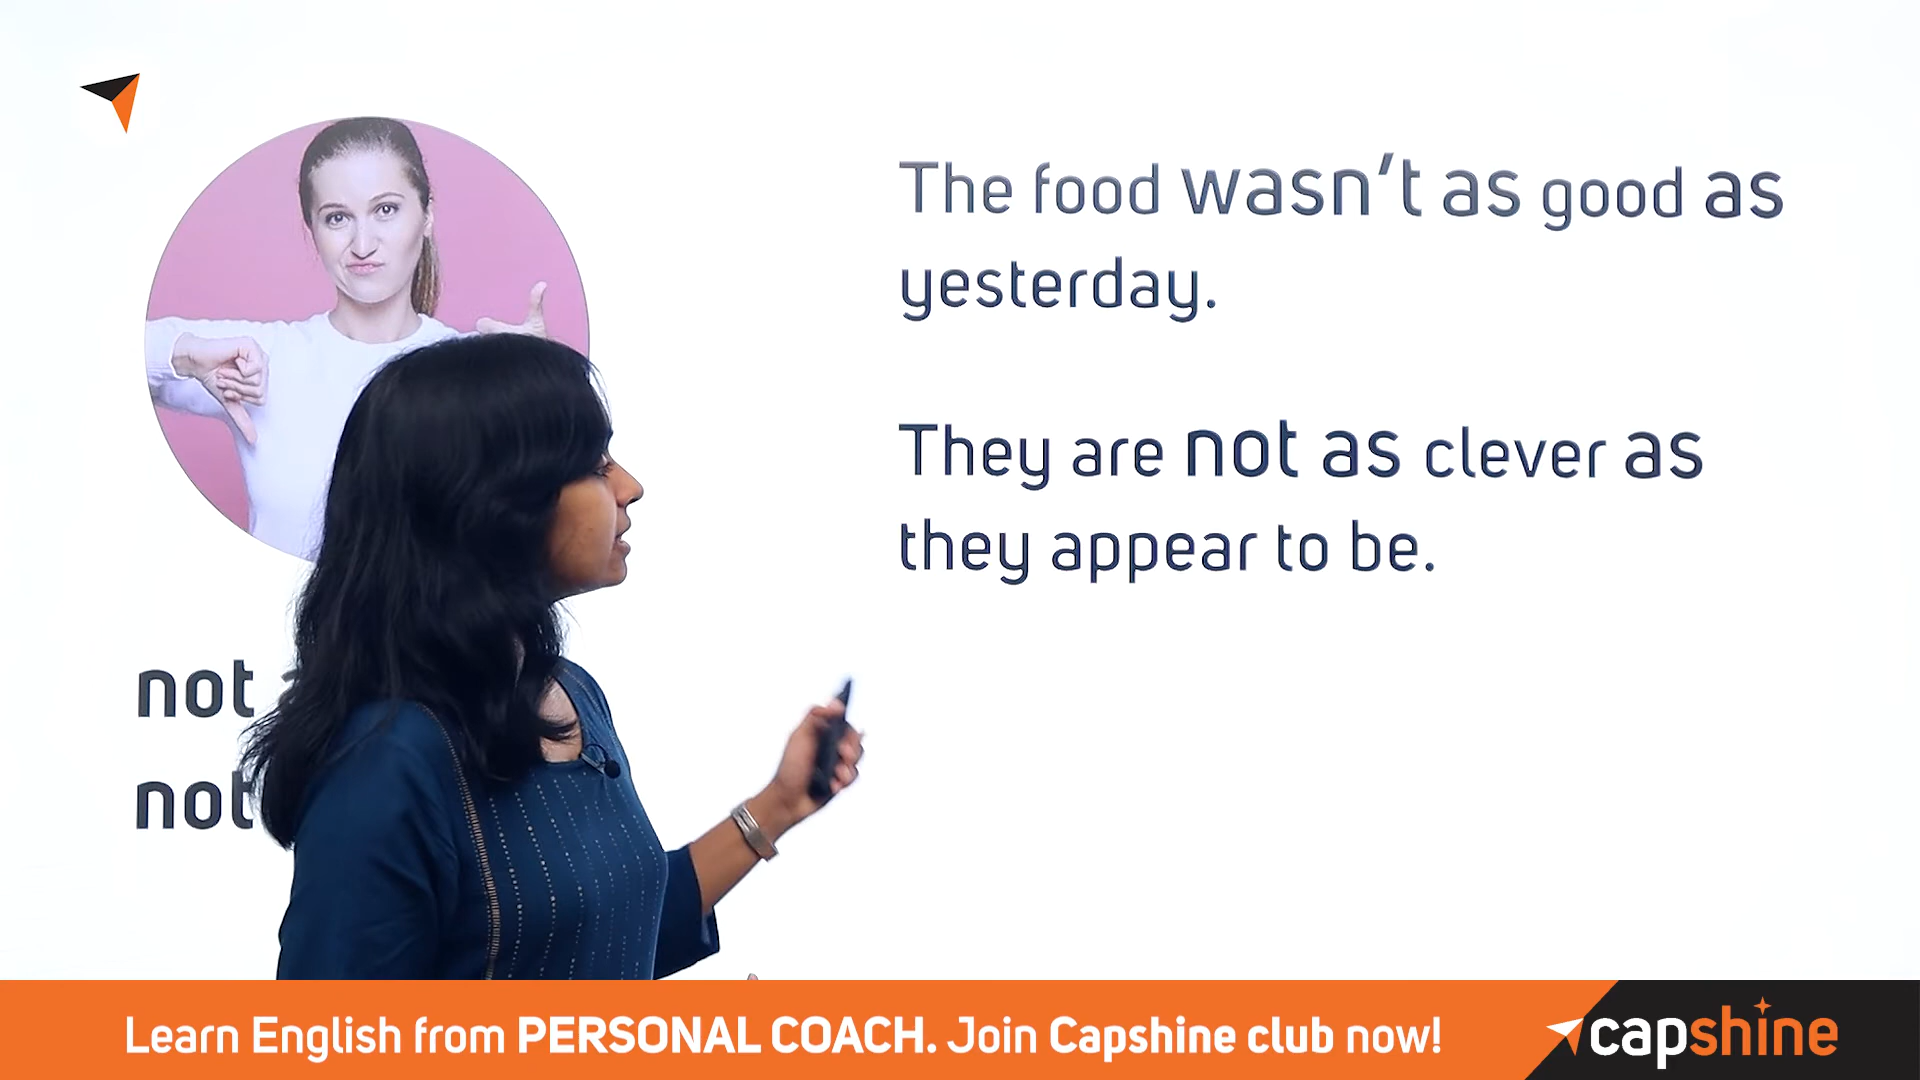 The food wasn't as good as
yesterday.
They are not as clever as
they appear to be.
not
not
Learn English from PERSONAL COACH. Join Capshine club now!
capshine